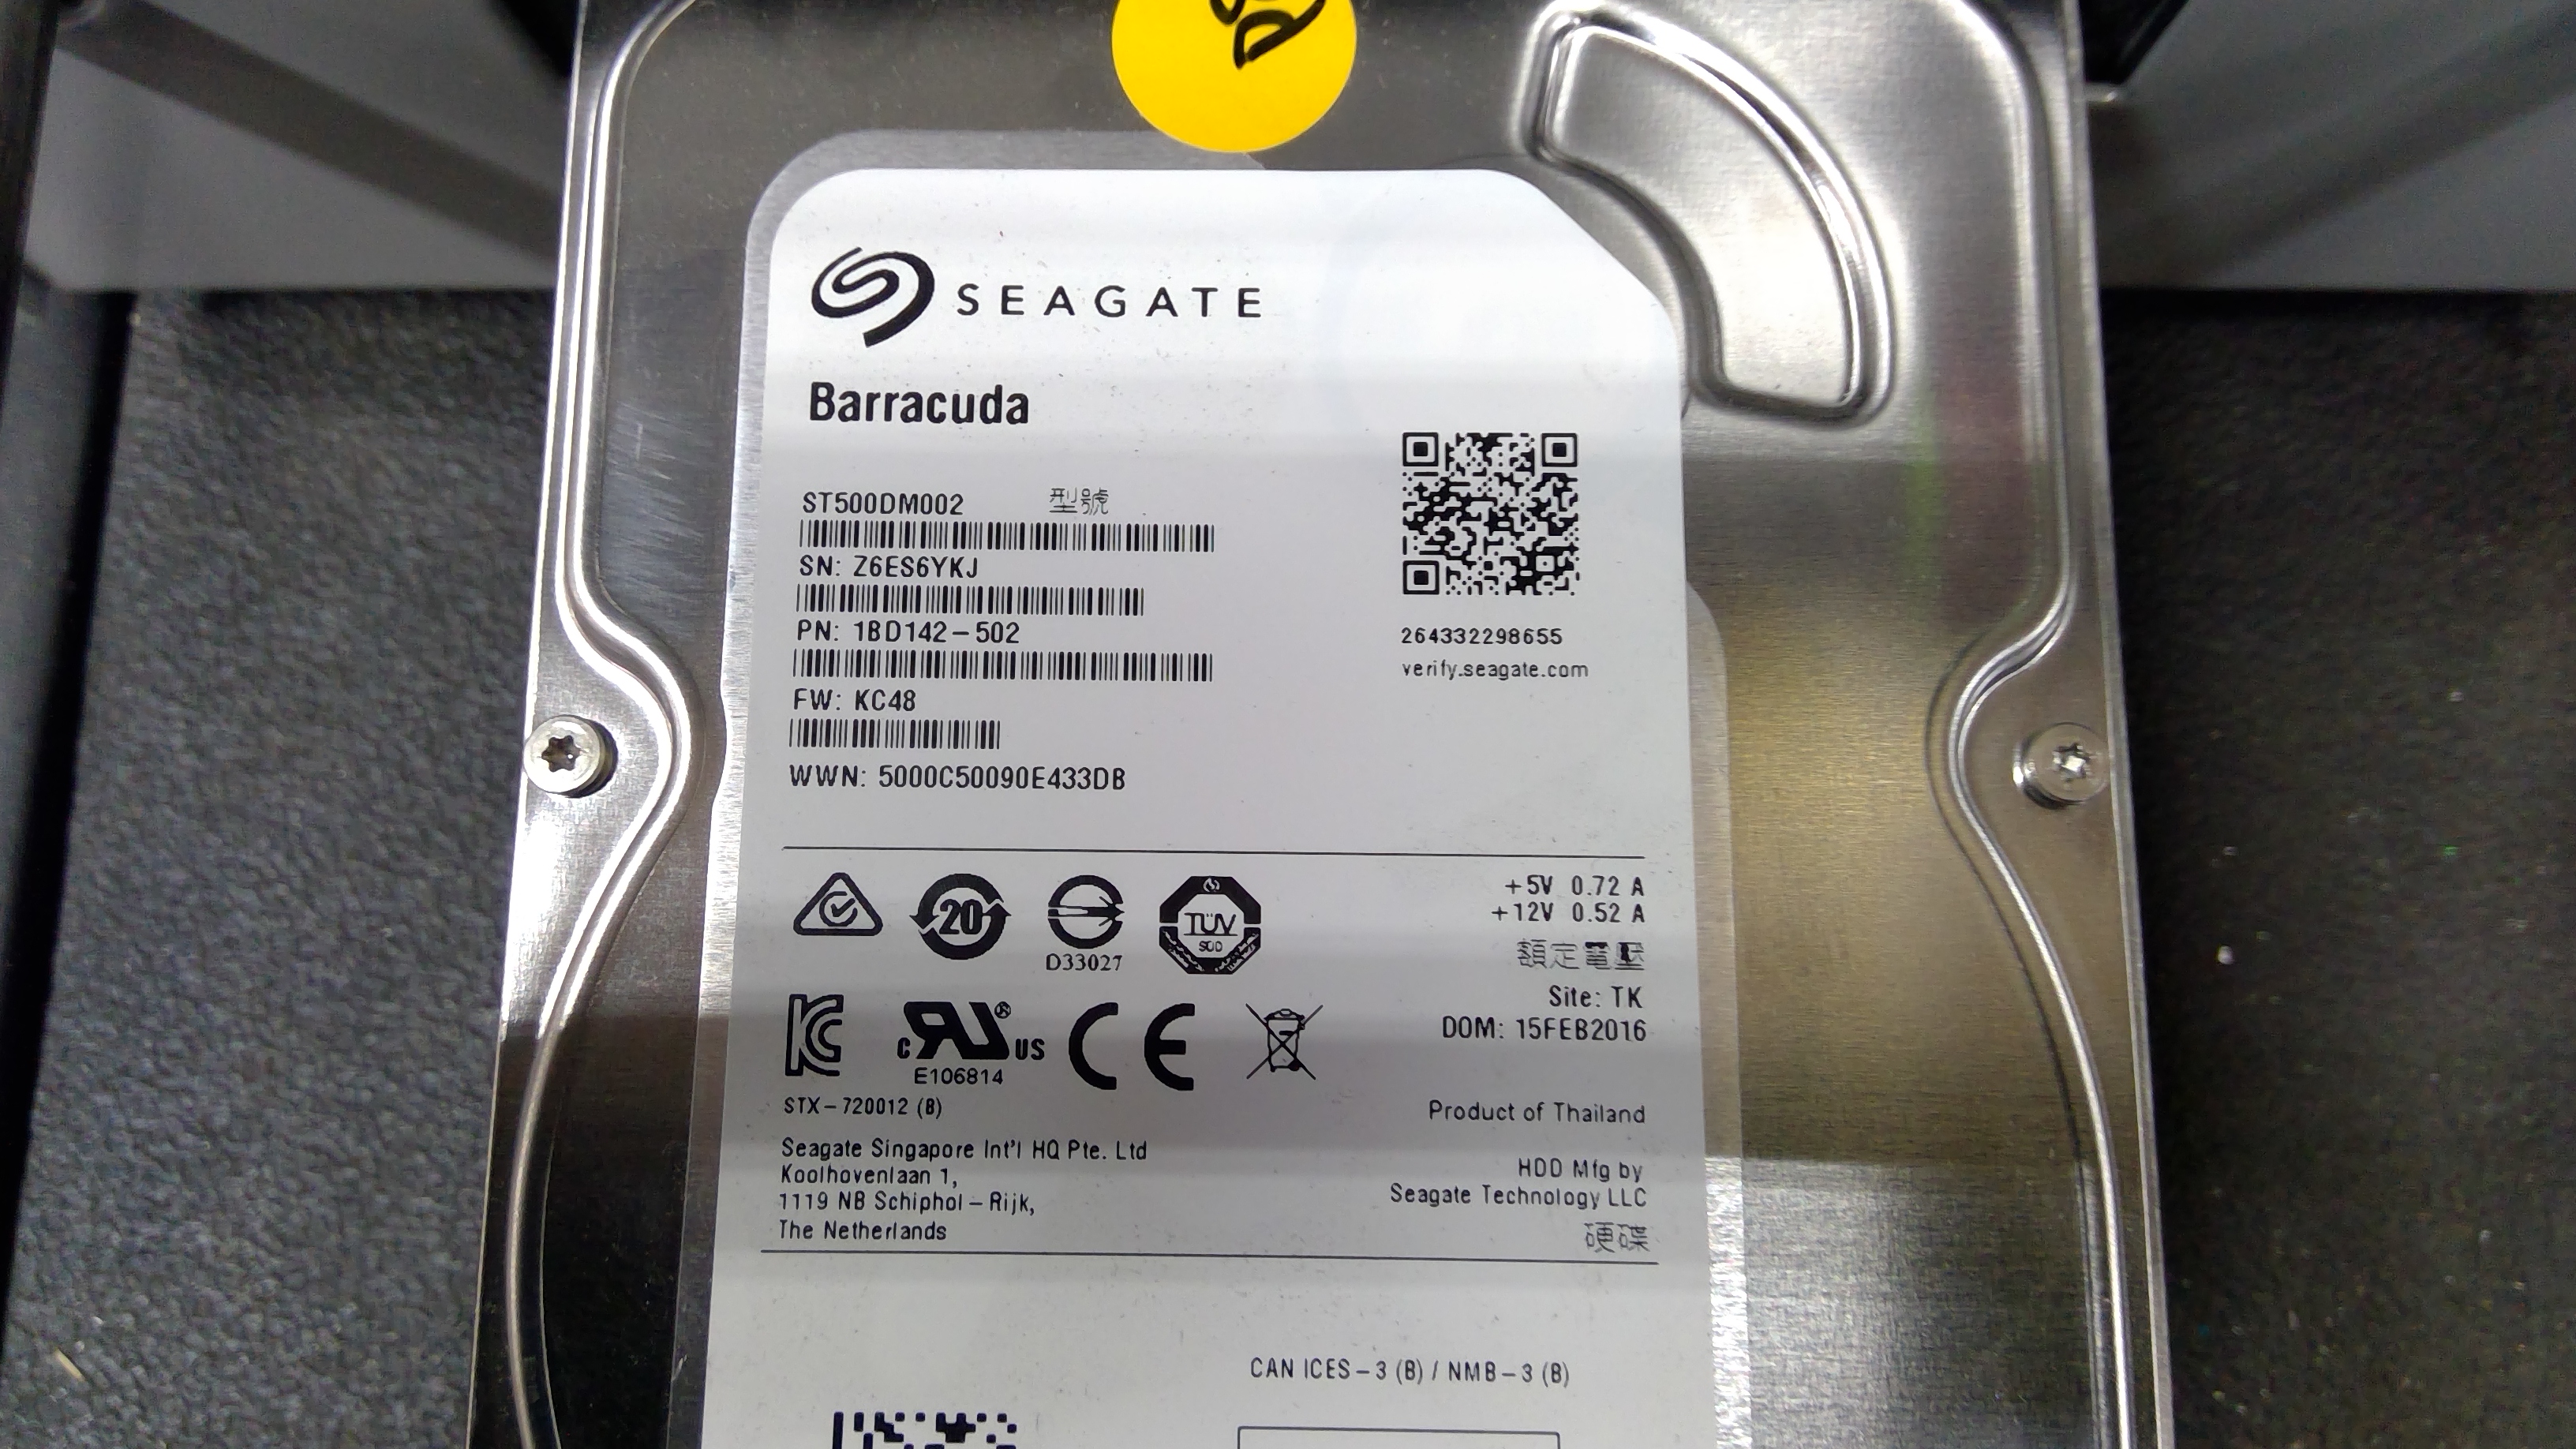 SEAGATE
Barracuda
ST500DM002 型號
SN: Z6ES6YKJ
PN: 1BD142-502
FW: KC48
WWN: 5000C50090E433DB
264332298655
verify.seagate.com
20
D33027
TÜV
SÜD
+5V 0.72 A
+12V 0.52 A
額定電壓
Site: TK
DOM: 15FEB2016
c RU ® US
E106814
CE
STX-720012 (B)
Product of Thailand
Seagate Singapore Int'l HQ Pte. Ltd
Koolhovenlaan 1,
1119 NB Schiphol-Rijk,
The Netherlands
HDD Mfg by
Seagate Technology LLC
硬碟
CAN ICES-3 (B) / NMB-3 (B)